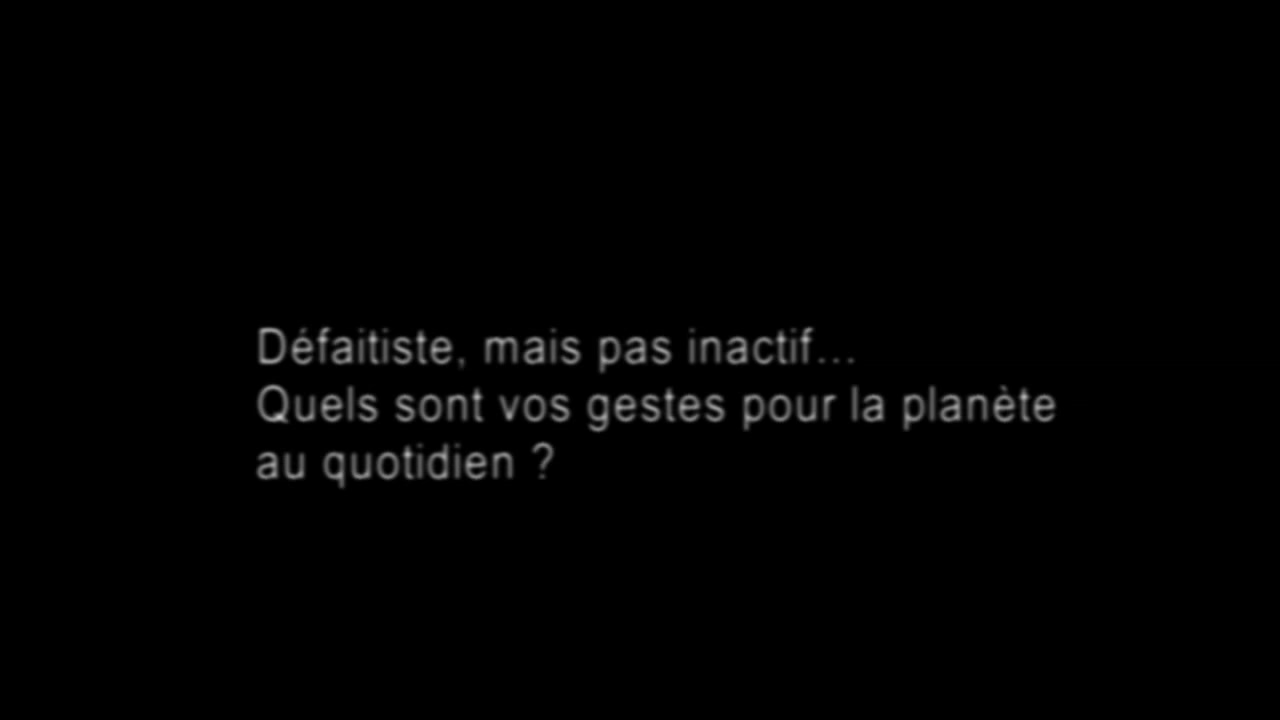 Défaitiste, mais pas inactif...
Quels sont vos gestes pour la planète
au quotidien ?